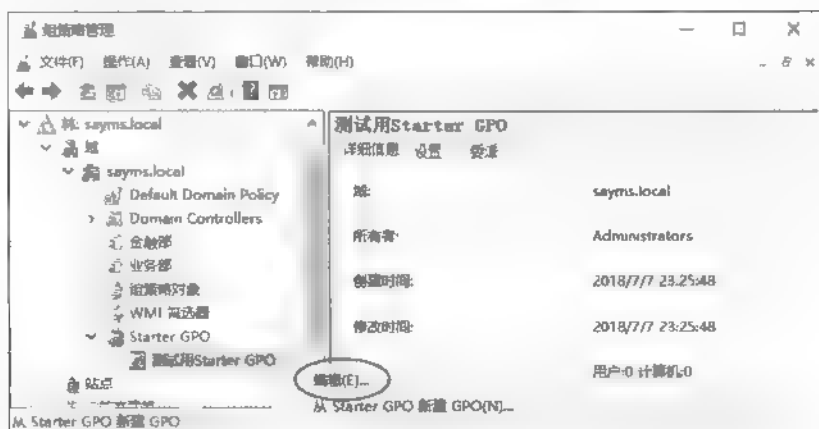 组策略管理
文件(F) 操作(A) 查看(V) 窗口(W) 帮助(H)
林: sayms.local
域
sayms.local
Default Domain Policy
Domain Controllers
金融部
业务部
组策略对象
WMI 筛选器
Starter GPO
测试用Starter GPO
站点
从 Starter GPO 新建 GPO
测试用Starter GPO
详细信息 设置 委派
域: sayms.local
所有者: Administrators
创建时间: 2018/7/7 23:25:48
修改时间: 2018/7/7 23:25:48
用户:0 计算机:0
编辑(E)...
从 Starter GPO 新建 GPO(N)...